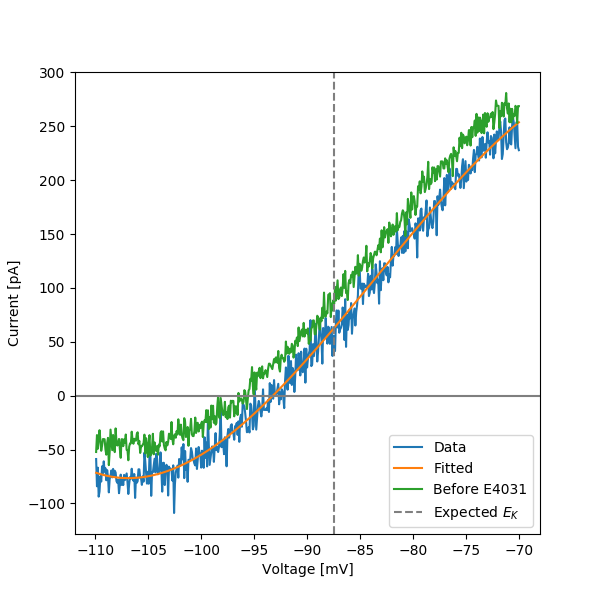 300
250
200
150
100
50
0
−50
−100
Current [pA]
−110 −105 −100 −95 −90 −85 −80 −75 −70
Voltage [mV]
Data
Fitted
Before E4031
Expected E_K